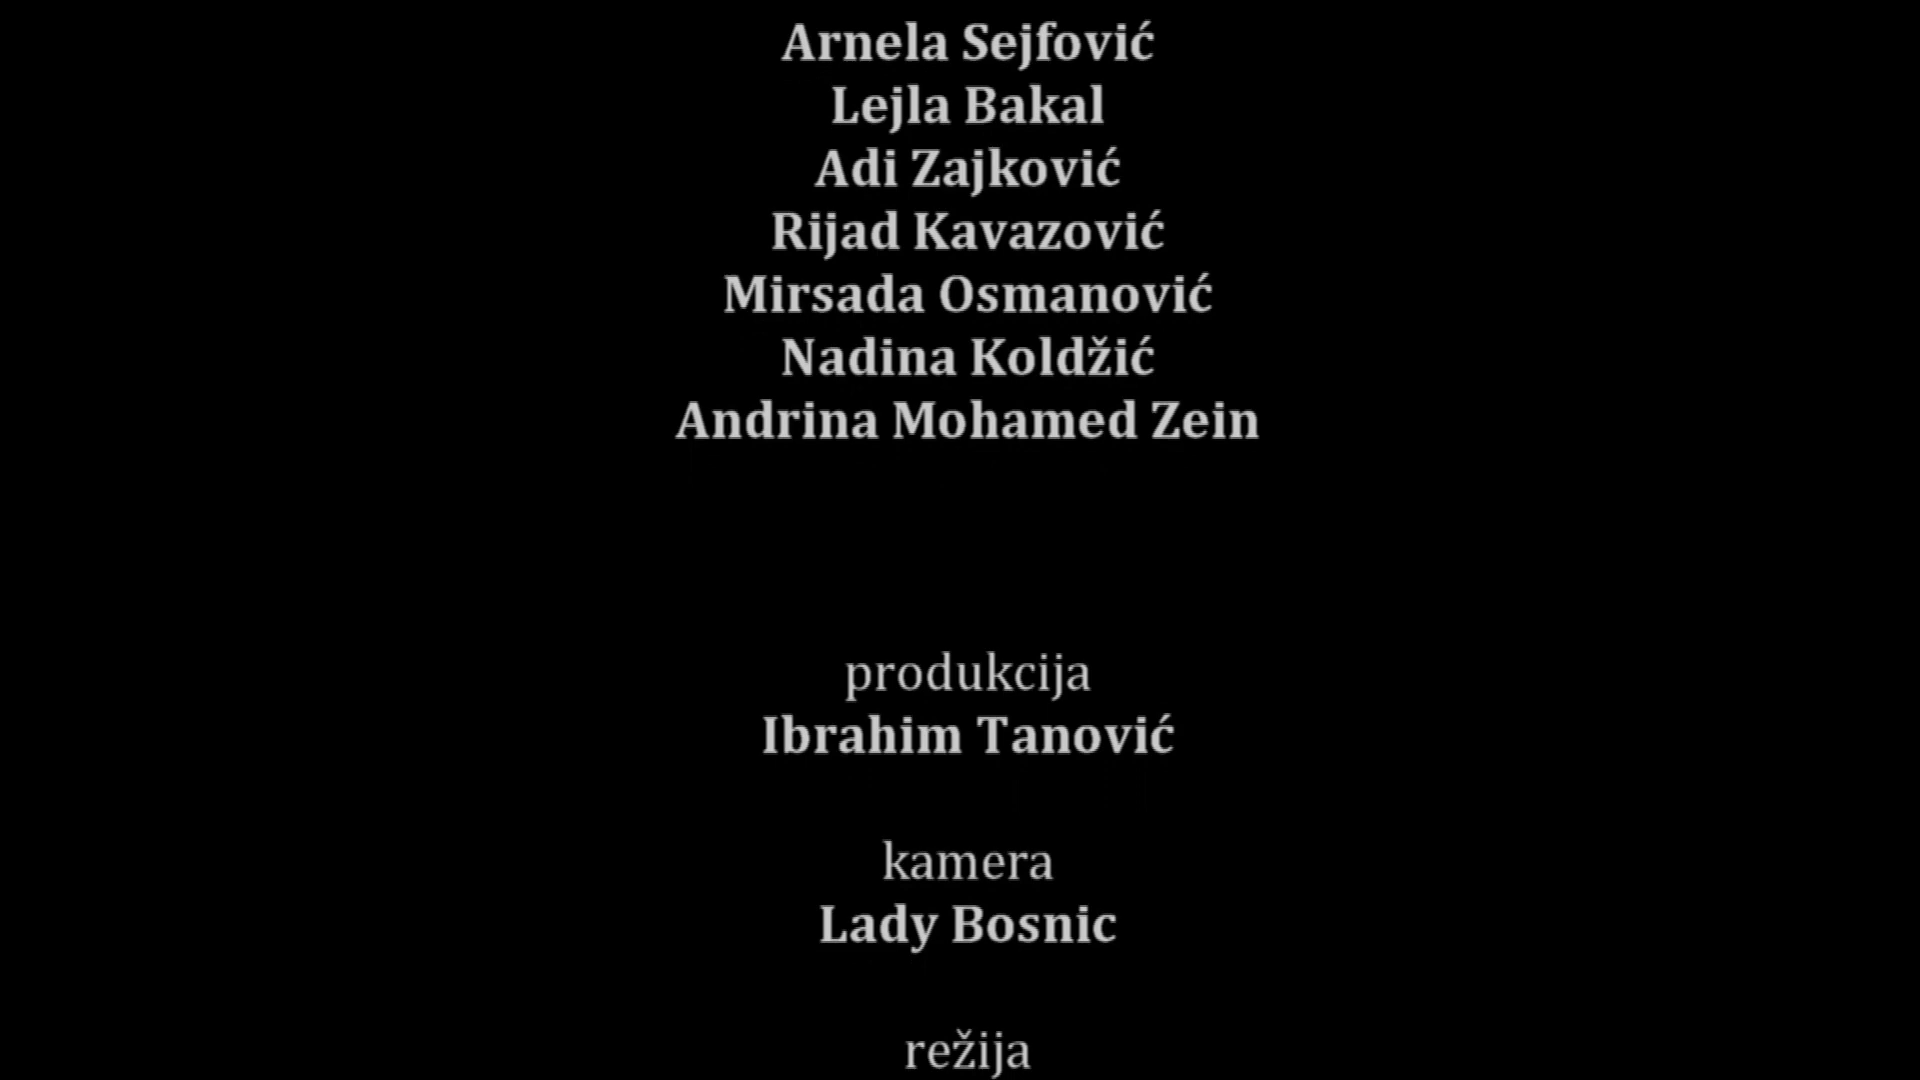 Arnela Sejfović
Lejla Bakal
Adi Zajković
Rijad Kavazović
Mirsada Osmanović
Nadina Koldžić
Andrina Mohamed Zein
produkcija
Ibrahim Tanović
kamera
Lady Bosnic
režija